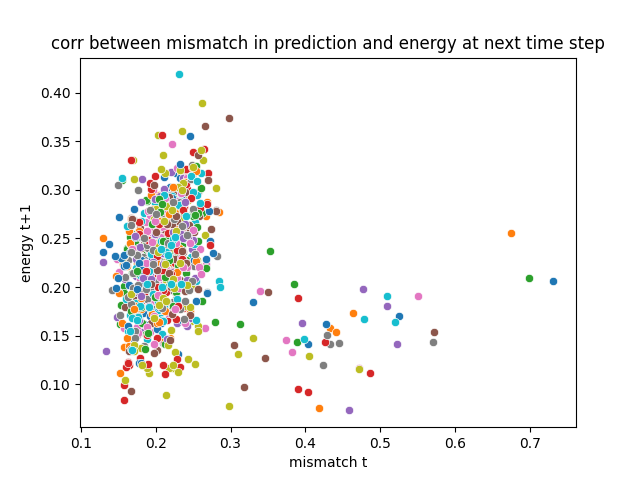 corr between mismatch in prediction and energy at next time step
0.40
0.35
0.30
0.25
0.20
0.15
0.10
energy t+1
0.1 0.2 0.3 0.4 0.5 0.6 0.7
mismatch t